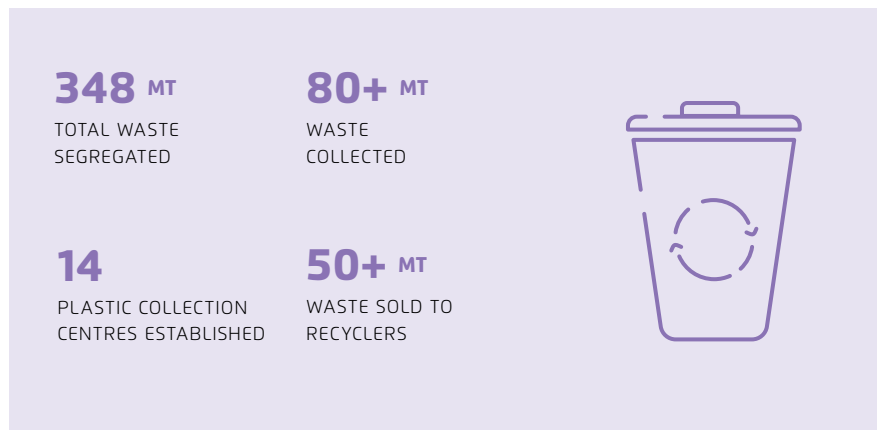 348 MT
TOTAL WASTE
SEGREGATED
80+ MT
WASTE
COLLECTED
14
PLASTIC COLLECTION
CENTRES ESTABLISHED
50+ MT
WASTE SOLD TO
RECYCLERS